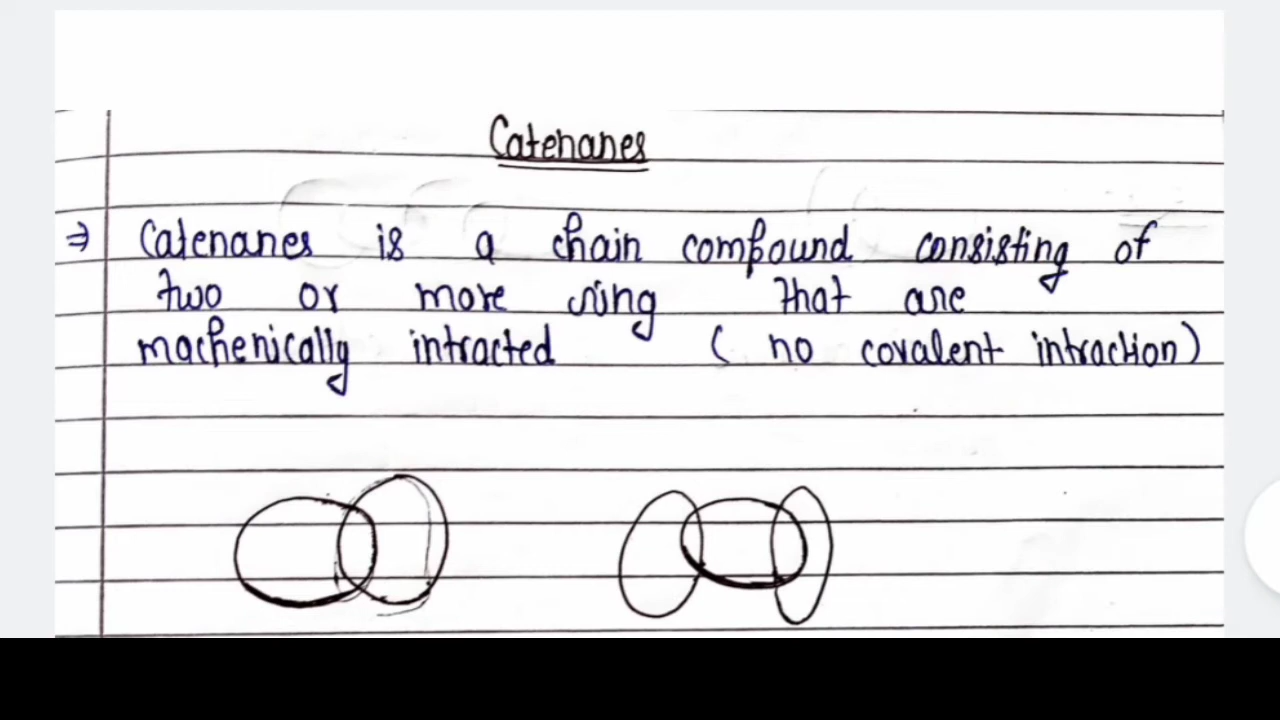 Catenanes
⇒ Catenanes is a chain compound consisting of
two or more ring that are
machenically intracted ( no covalent intraction)